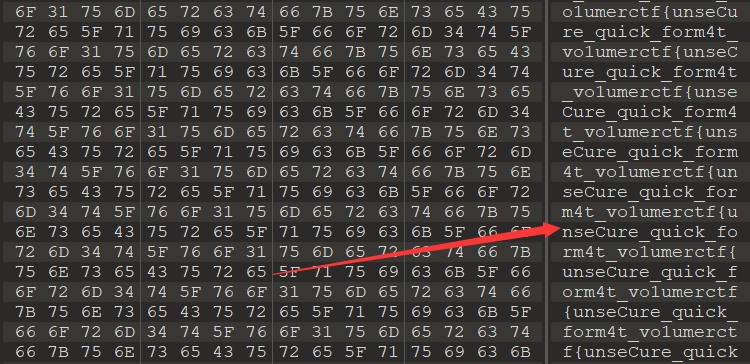 6F 31 75 6D 65 72 63 74 66 7B 75 6E 73 65 43 75 o1umerctf{unseCu
72 65 5F 71 75 69 63 6B 5F 66 6F 72 6D 34 74 5F re_quick_form4t_
76 6F 31 75 6D 65 72 63 74 66 7B 75 6E 73 65 43 vo1umerctf{unseC
75 72 65 5F 71 75 69 63 6B 5F 66 6F 72 6D 34 74 ure_quick_form4t
5F 76 6F 31 75 6D 65 72 63 74 66 7B 75 6E 73 65 _vo1umerctf{unse
43 75 72 65 5F 71 75 69 63 6B 5F 66 6F 72 6D 34 Cure_quick_form4
74 5F 76 6F 31 75 6D 65 72 63 74 66 7B 75 6E 73 t_vo1umerctf{uns
65 43 75 72 65 5F 71 75 69 63 6B 5F 66 6F 72 6D eCure_quick_form
34 74 5F 76 6F 31 75 6D 65 72 63 74 66 7B 75 6E 4t_vo1umerctf{un
73 65 43 75 72 65 5F 71 75 69 63 6B 5F 66 6F 72 seCure_quick_for
6D 34 74 5F 76 6F 31 75 6D 65 72 63 74 66 7B 75 m4t_vo1umerctf{u
6E 73 65 43 75 72 65 5F 71 75 69 63 6B 5F 66 6F nseCure_quick_fo
72 6D 34 74 5F 76 6F 31 75 6D 65 72 63 74 66 7B rm4t_vo1umerctf{
75 6E 73 65 43 75 72 65 5F 71 75 69 63 6B 5F 66 unseCure_quick_f
6F 72 6D 34 74 5F 76 6F 31 75 6D 65 72 63 74 66 orm4t_vo1umerctf
7B 75 6E 73 65 43 75 72 65 5F 71 75 69 63 6B 5F {unseCure_quick_
66 6F 72 6D 34 74 5F 76 6F 31 75 6D 65 72 63 74 form4t_vo1umerct
66 7B 75 6E 73 65 43 75 72 65 5F 71 75 69 63 6B f{unseCure_quick